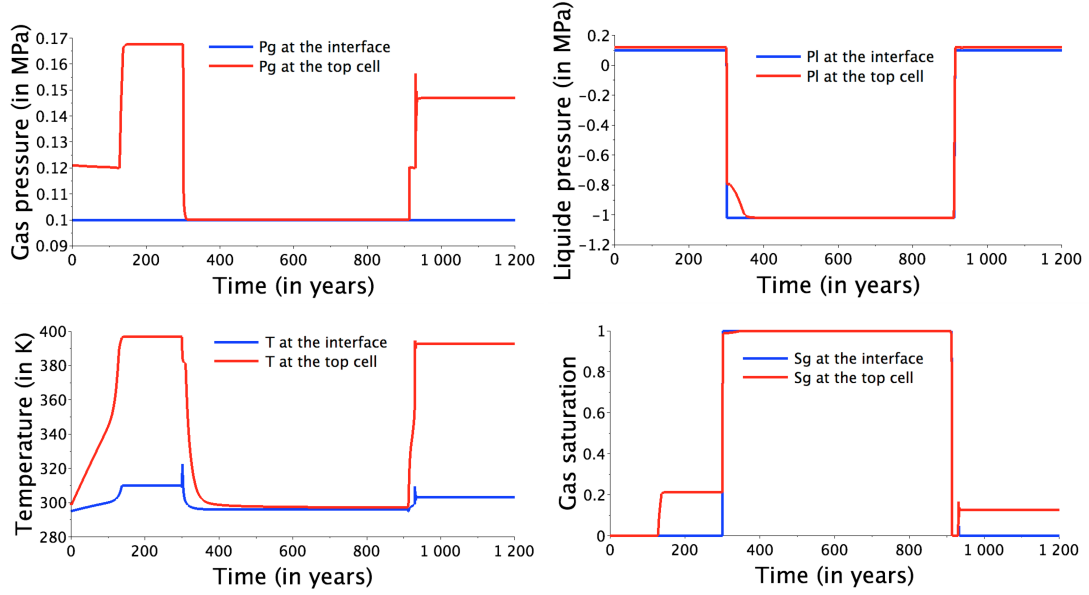 Gas pressure (in MPa)
0.17
0.16
0.15
0.14
0.13
0.12
0.11
0.1
0.09
Pg at the interface
Pg at the top cell
0 200 400 600 800 1 000 1 200
Time (in years)
Liquide pressure (in MPa)
0.2
0
−0.2
−0.4
−0.6
−0.8
−1
−1.2
Pl at the interface
Pl at the top cell
0 200 400 600 800 1 000 1 200
Time (in years)
Temperature (in K)
400
380
360
340
320
300
280
T at the interface
T at the top cell
0 200 400 600 800 1 000 1 200
Time (in years)
Gas saturation
1
0.8
0.6
0.4
0.2
0
Sg at the interface
Sg at the top cell
0 200 400 600 800 1 000 1 200
Time (in years)